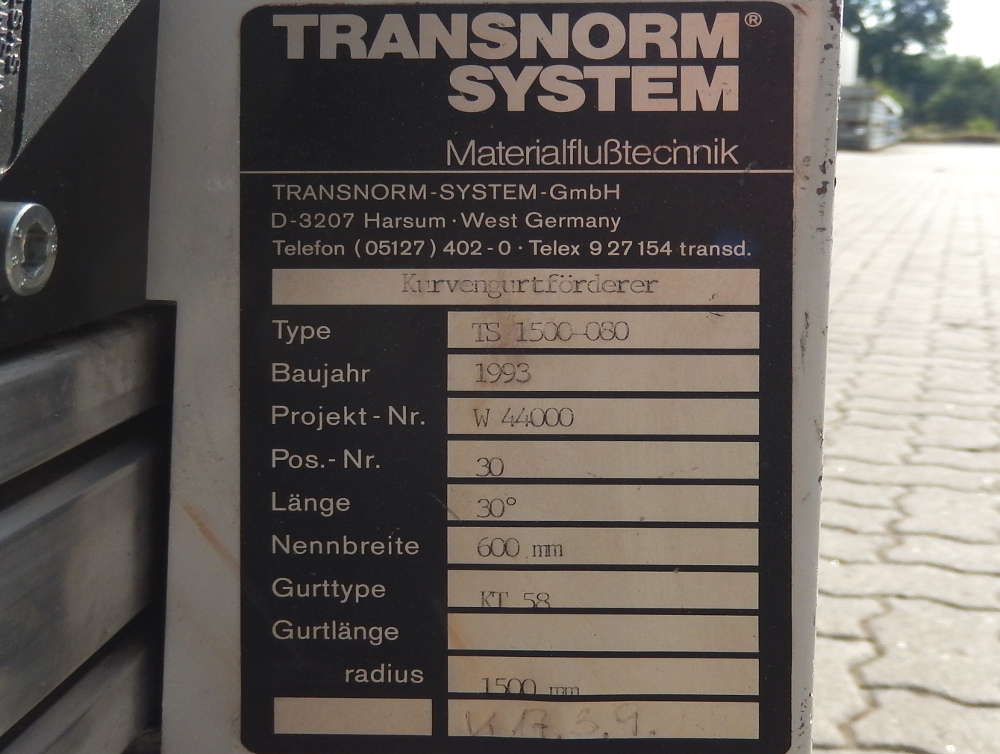 TRANSNORM®
SYSTEM
Materialflußtechnik
TRANSNORM-SYSTEM-GmbH
D-3207 Harsum · West Germany
Telefon (05127) 402-0 · Telex 9 27 154 transd.
Kurvengurtförderer
Type TS 1500-080
Baujahr 1993
Projekt-Nr. W 44000
Pos.-Nr. 30
Länge 30°
Nennbreite 600 mm
Gurttype KT 58
Gurtlänge
radius 1500 mm